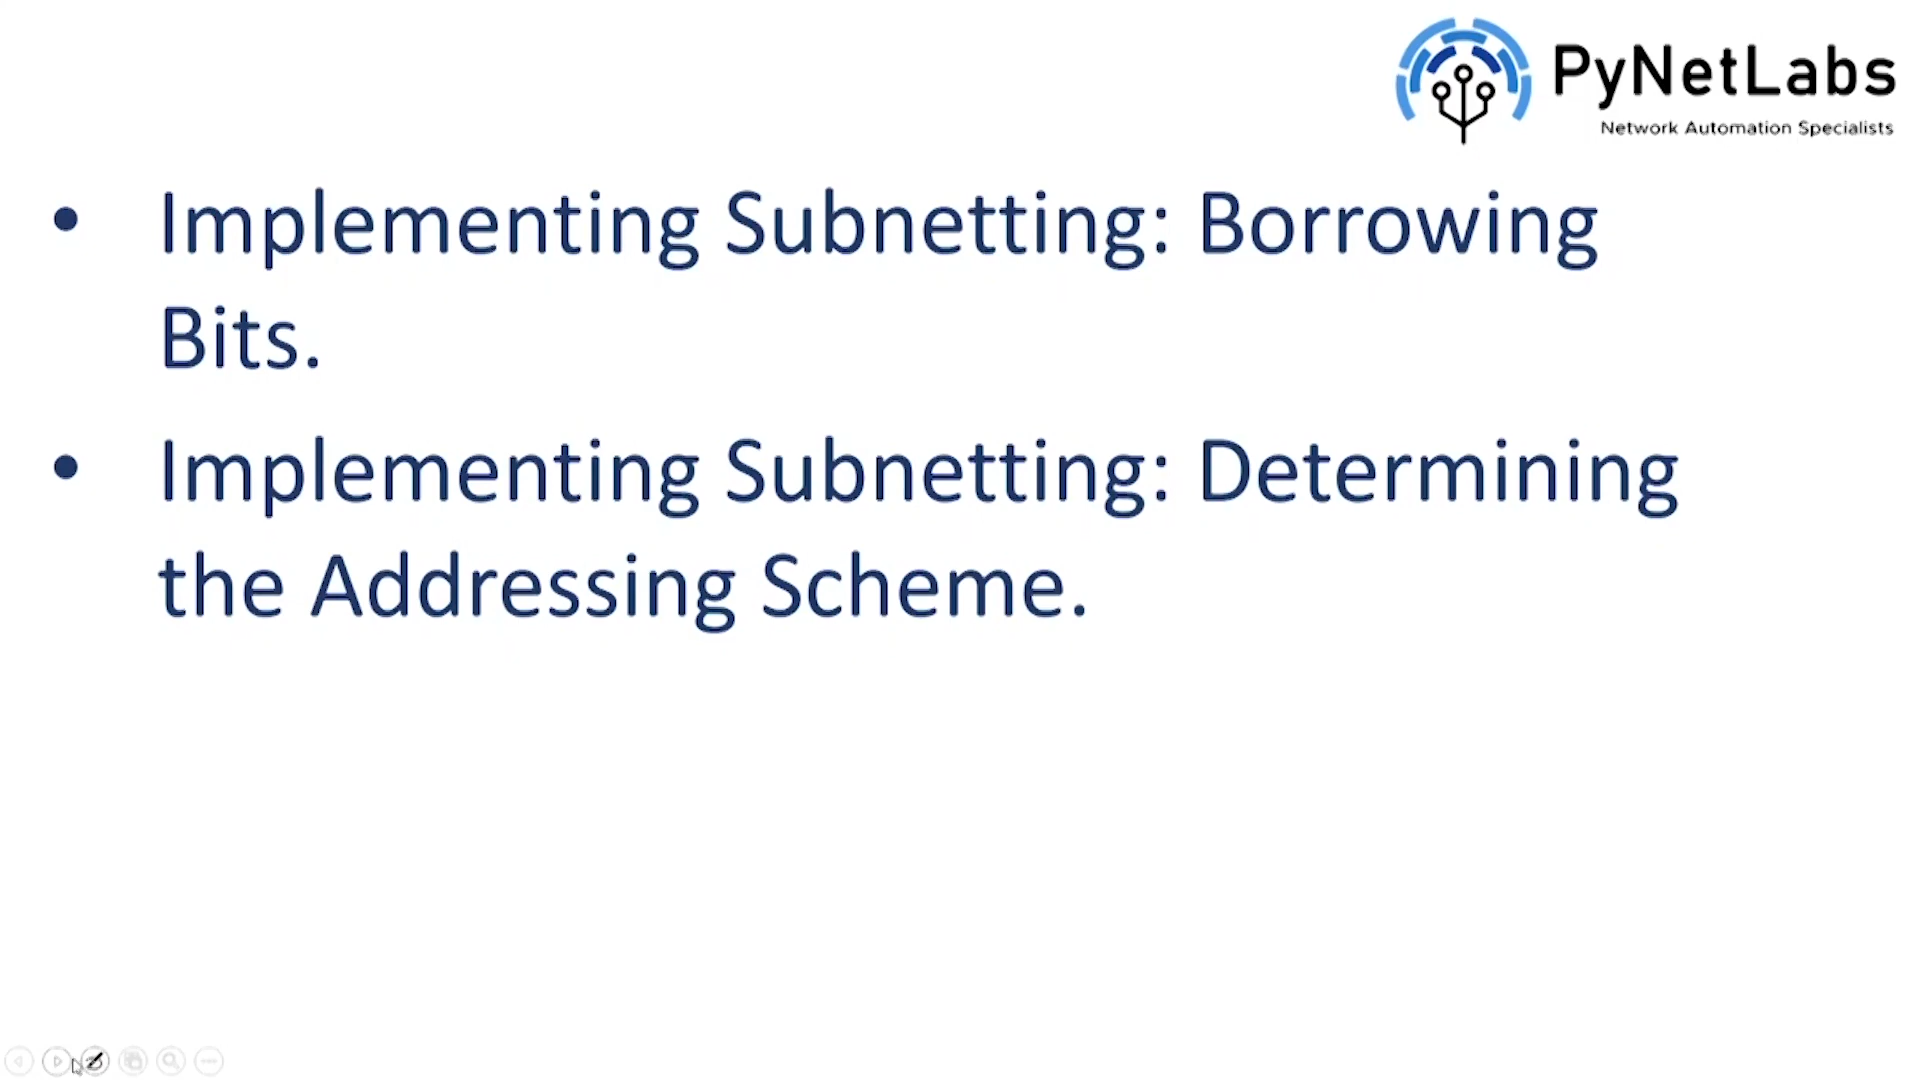 PyNetLabs
Network Automation Specialists
• Implementing Subnetting: Borrowing
Bits.
• Implementing Subnetting: Determining
the Addressing Scheme.